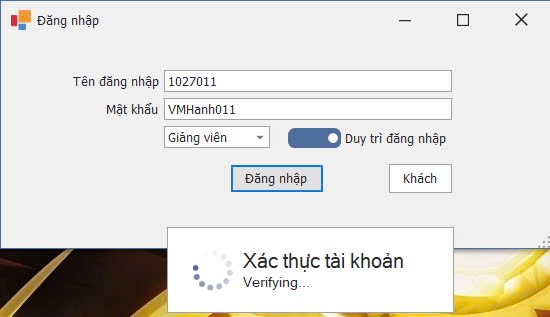 Đăng nhập
Tên đăng nhập 1027011
Mật khẩu VMHanh011
Giảng viên Duy trì đăng nhập
Đăng nhập Khách
Xác thực tài khoản
Verifying...